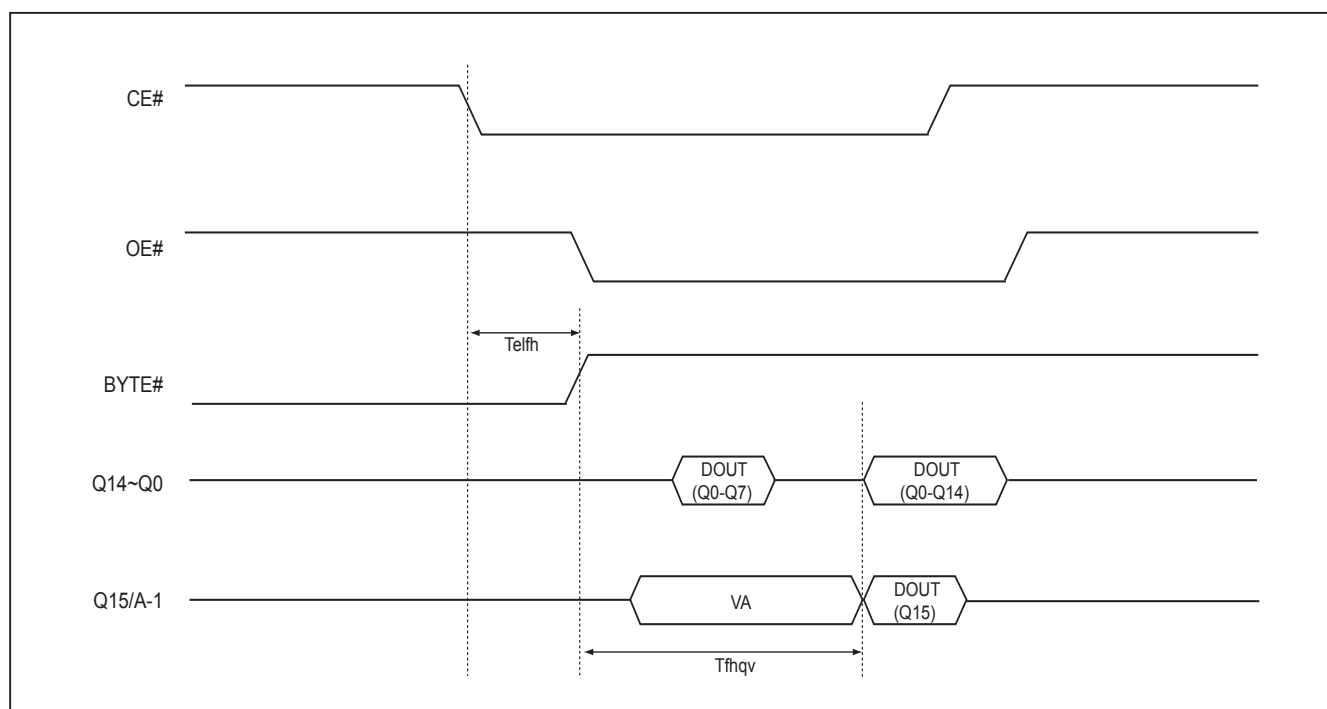 CE#
OE#
Telfh
BYTE#
Q14~Q0
DOUT
(Q0-Q7)
DOUT
(Q0-Q14)
Q15/A-1
VA
DOUT
(Q15)
Tfhqv